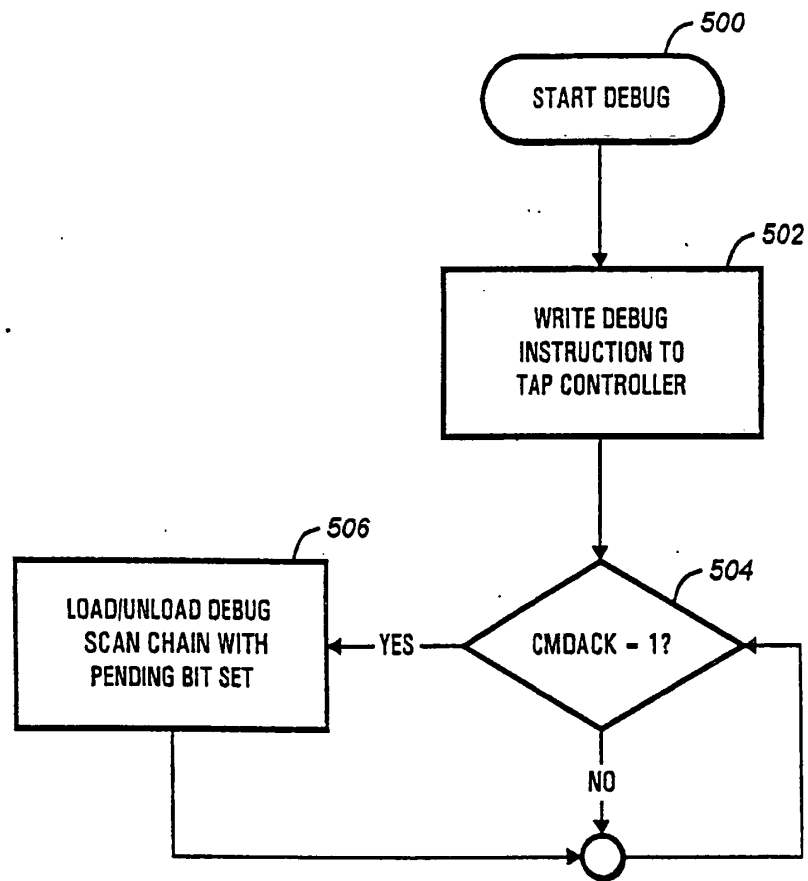 500
START DEBUG
502
WRITE DEBUG
INSTRUCTION TO
TAP CONTROLLER
506
504
LOAD/UNLOAD DEBUG
SCAN CHAIN WITH
PENDING BIT SET
YES
CMDACK = 1?
NO